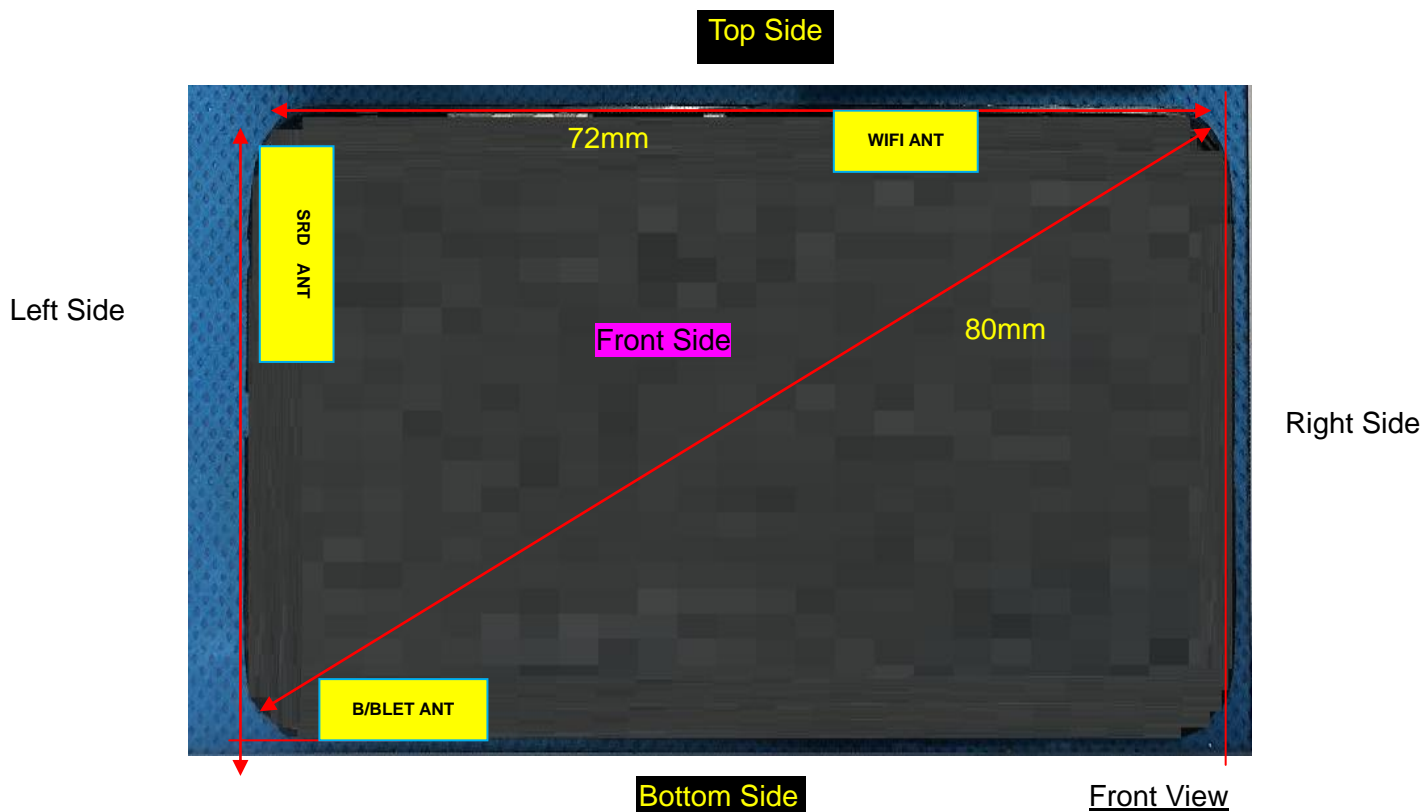 Top Side
72mm
WIFI ANT
SRD ANT
Left Side
Front Side
80mm
Right Side
B/BLET ANT
Bottom Side
Front View